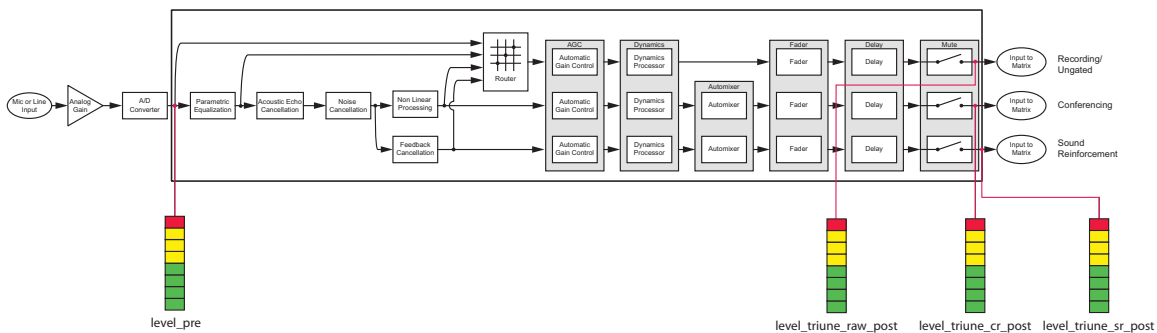 AGC
Dynamics
Fader
Delay
Mute
Router
Automatic
Gain Control
Dynamics
Processor
Fader
Delay
Input to
Matrix
Recording/
Ungated
Mic or Line
Input
Analog
Gain
A/D
Converter
Parametric
Equalization
Acoustic Echo
Cancellation
Noise
Cancellation
Non Linear
Processing
Automatic
Gain Control
Dynamics
Processor
Automixer
Automixer
Fader
Delay
Input to
Matrix
Conferencing
Feedback
Cancellation
Automatic
Gain Control
Dynamics
Processor
Automixer
Fader
Delay
Input to
Matrix
Sound
Reinforcement
level_pre
level_triune_raw_post
level_triune_cr_post
level_triune_sr_post